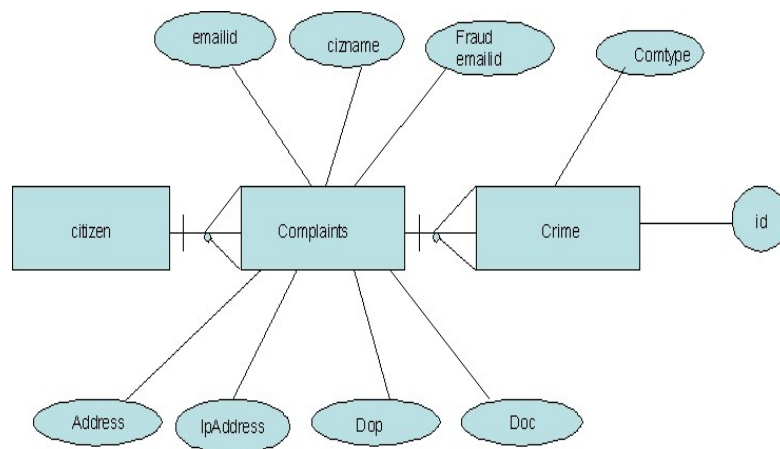 emailid
cizname
Fraud
emailid
Comtype
citizen
Complaints
Crime
id
Address
IpAddress
Dop
Doc